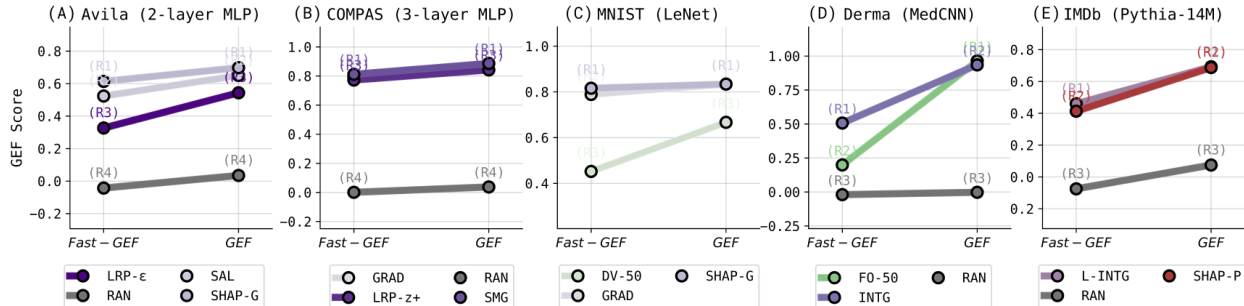 (A) Avila (2-layer MLP)
(B) COMPAS (3-layer MLP)
(C) MNIST (LeNet)
(D) Derma (MedCNN)
(E) IMDb (Pythia-14M)
GEF Score
0.8
0.6
0.4
0.2
0.0
−0.2
(R1)
(R1)
(R3)
(R3)
(R4)
(R4)
Fast − GEF
GEF
1.0
0.8
0.6
0.4
0.2
0.0
−0.2
(R1)
(R3)
(R1)
(R3)
(R4)
(R4)
Fast − GEF
GEF
1.0
0.8
0.6
0.4
(R1)
(R1)
(R3)
(R3)
Fast − GEF
GEF
1.00
0.75
0.50
0.25
0.00
−0.25
(R1)
(R2)
(R3)
(R1)
(R2)
(R3)
Fast − GEF
GEF
0.8
0.6
0.4
0.2
0.0
0.2
(R1)
(R2)
(R2)
(R3)
(R3)
Fast − GEF
GEF
LRP-ε
SAL
RAN
SHAP-G
GRAD
RAN
LRP-z+
SMG
DV-50
SHAP-G
GRAD
FO-50
RAN
INTG
L-INTG
SHAP-P
RAN